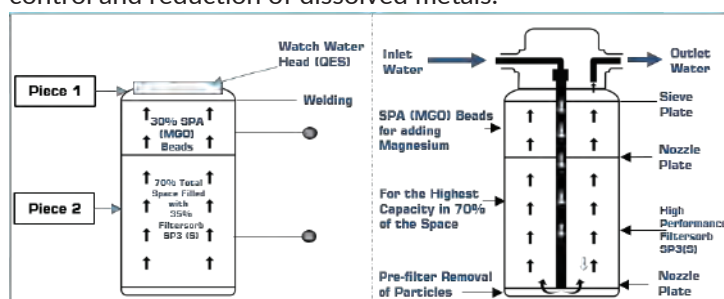 control and reduction of dissolved metals.
Watch Water
Head (QES)
Piece 1
Welding
30% SPA
(MGO)
Beads
70% Total
Space Filled
with
95%
Filtersorb
SP3 (S)
Piece 2
Inlet
Water
Outlet
Water
Sieve
Plate
SPA (MGO) Beads
for adding
Magnesium
Nozzle
Plate
For the Highest
Capacity in 70%
of the Space
High
Performance
Filtersorb
SP3(S)
Pre-filter Removal
of Particles
Nozzle
Plate